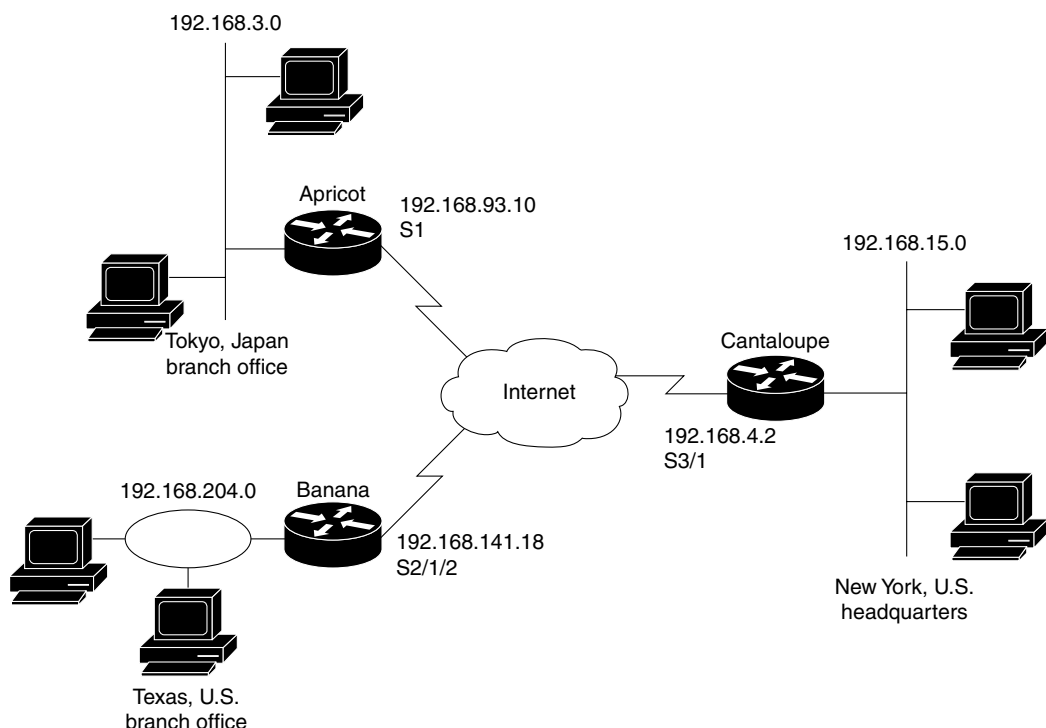 192.168.3.0
Apricot
192.168.93.10
S1
Tokyo, Japan
branch office
Internet
192.168.15.0
Cantaloupe
192.168.4.2
S3/1
New York, U.S.
headquarters
192.168.204.0
Banana
192.168.141.18
S2/1/2
Texas, U.S.
branch office